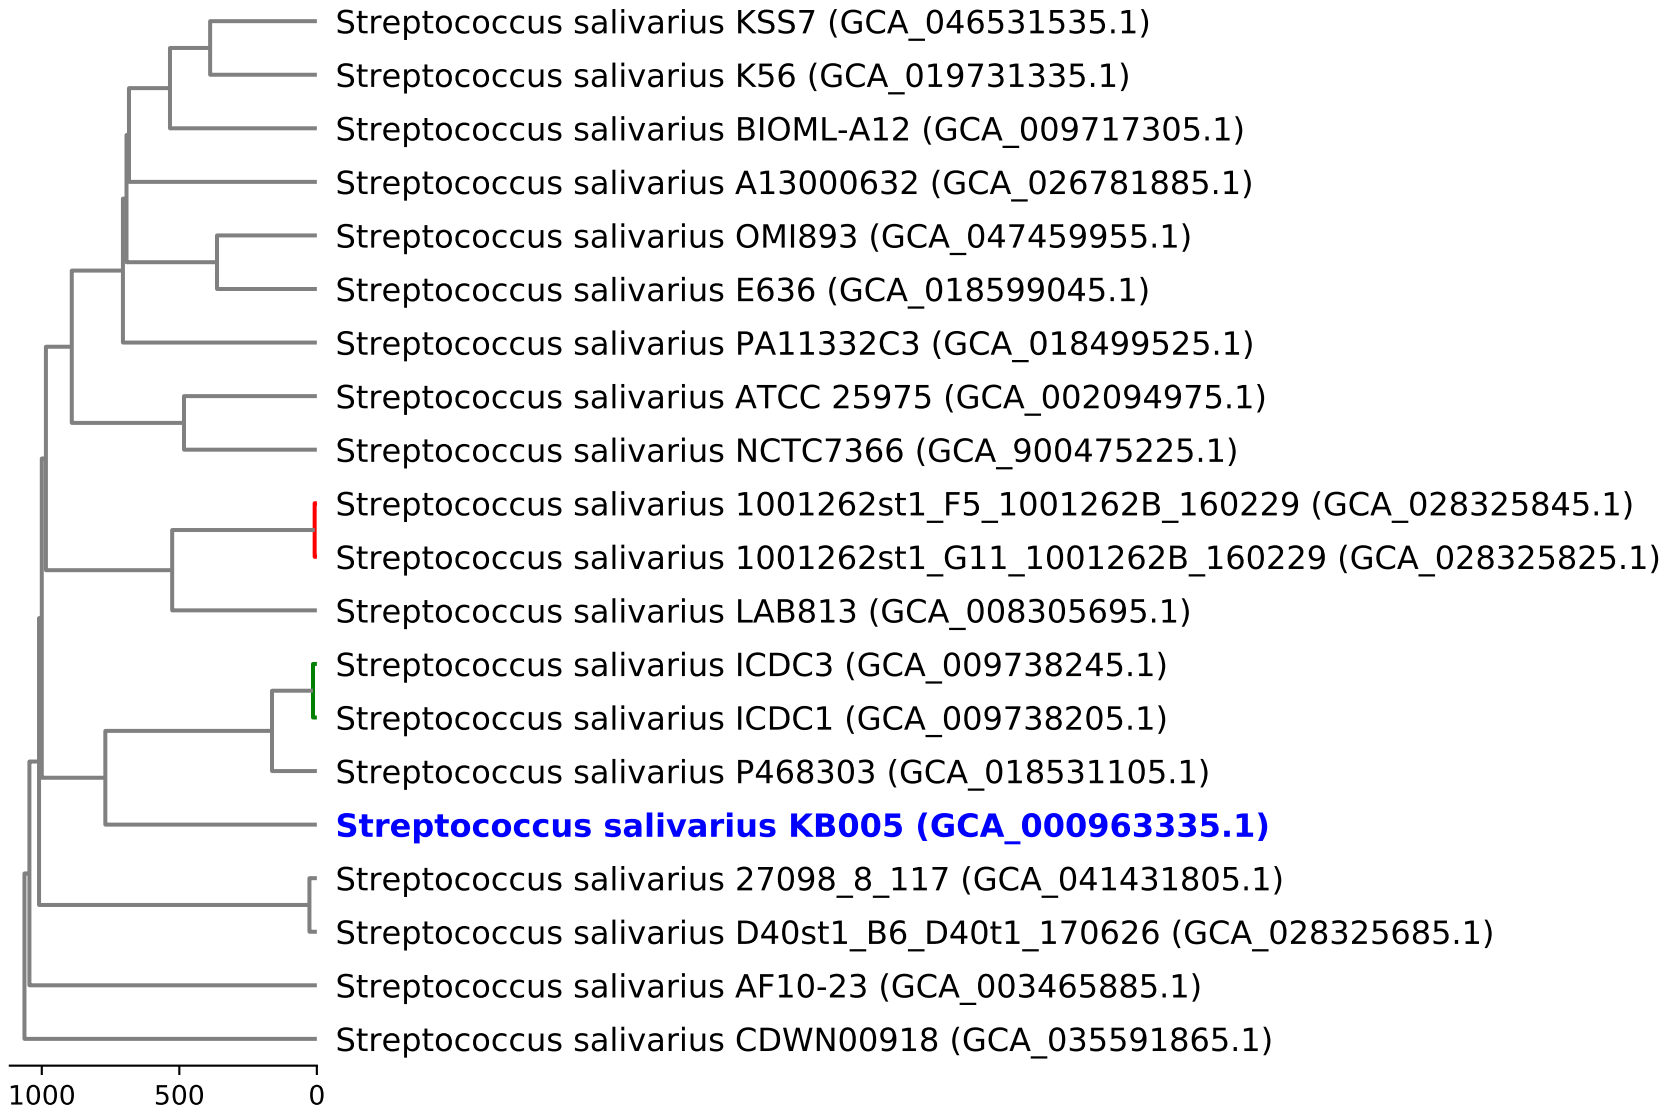 Streptococcus salivarius KSS7 (GCA_046531535.1)
Streptococcus salivarius K56 (GCA_019731335.1)
Streptococcus salivarius BIOML-A12 (GCA_009717305.1)
Streptococcus salivarius A13000632 (GCA_026781885.1)
Streptococcus salivarius OMI893 (GCA_047459955.1)
Streptococcus salivarius E636 (GCA_018599045.1)
Streptococcus salivarius PA11332C3 (GCA_018499525.1)
Streptococcus salivarius ATCC 25975 (GCA_002094975.1)
Streptococcus salivarius NCTC7366 (GCA_900475225.1)
Streptococcus salivarius 1001262st1_F5_1001262B_160229 (GCA_028325845.1)
Streptococcus salivarius 1001262st1_G11_1001262B_160229 (GCA_028325825.1)
Streptococcus salivarius LAB813 (GCA_008305695.1)
Streptococcus salivarius ICDC3 (GCA_009738245.1)
Streptococcus salivarius ICDC1 (GCA_009738205.1)
Streptococcus salivarius P468303 (GCA_018531105.1)
Streptococcus salivarius KB005 (GCA_000963335.1)
Streptococcus salivarius 27098_8_117 (GCA_041431805.1)
Streptococcus salivarius D40st1_B6_D40t1_170626 (GCA_028325685.1)
Streptococcus salivarius AF10-23 (GCA_003465885.1)
Streptococcus salivarius CDWN00918 (GCA_035591865.1)
1000 500 0